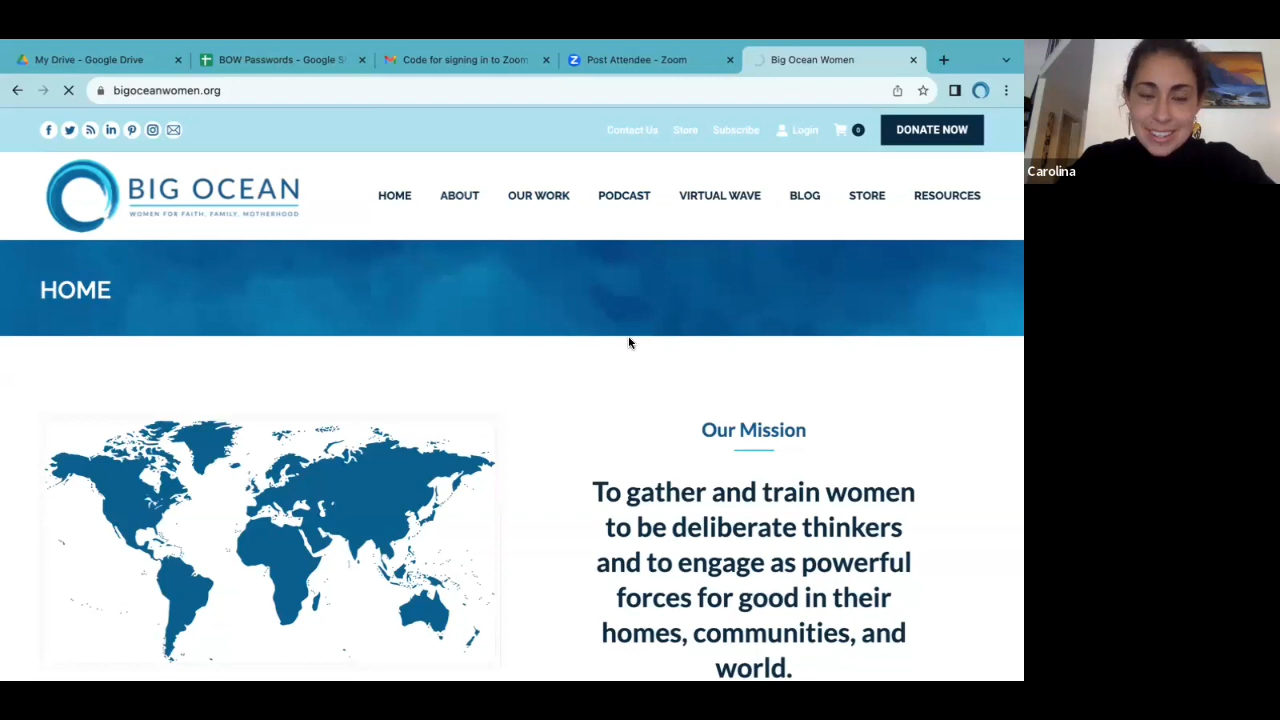 My Drive - Google Drive
BOW Passwords - Google S
Code for signing in to Zoom
Post Attendee - Zoom
Big Ocean Women
bigoceanwomen.org
Contact Us Store Subscribe Login 0 DONATE NOW
BIG OCEAN
WOMEN FOR FAITH, FAMILY, MOTHERHOOD
HOME ABOUT OUR WORK PODCAST VIRTUAL WAVE BLOG STORE RESOURCES
HOME
Our Mission
To gather and train women
to be deliberate thinkers
and to engage as powerful
forces for good in their
homes, communities, and
world.
Carolina